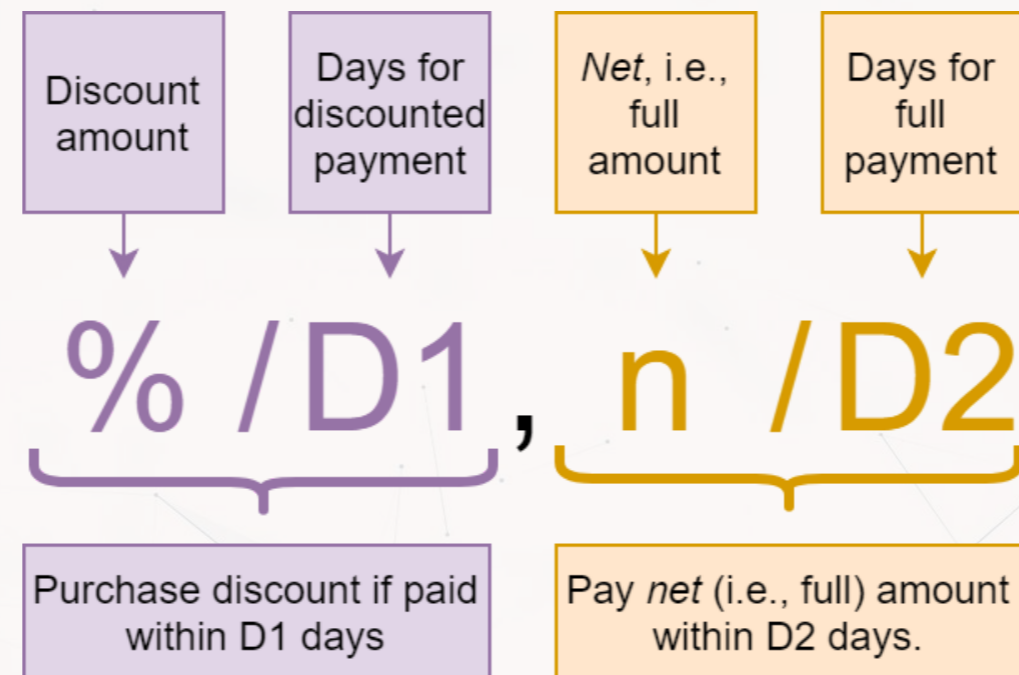 Discount
amount
Days for
discounted
payment
Net, i.e.,
full
amount
Days for
full
payment
% / D1 , n / D2
Purchase discount if paid
within D1 days
Pay net (i.e., full) amount
within D2 days.